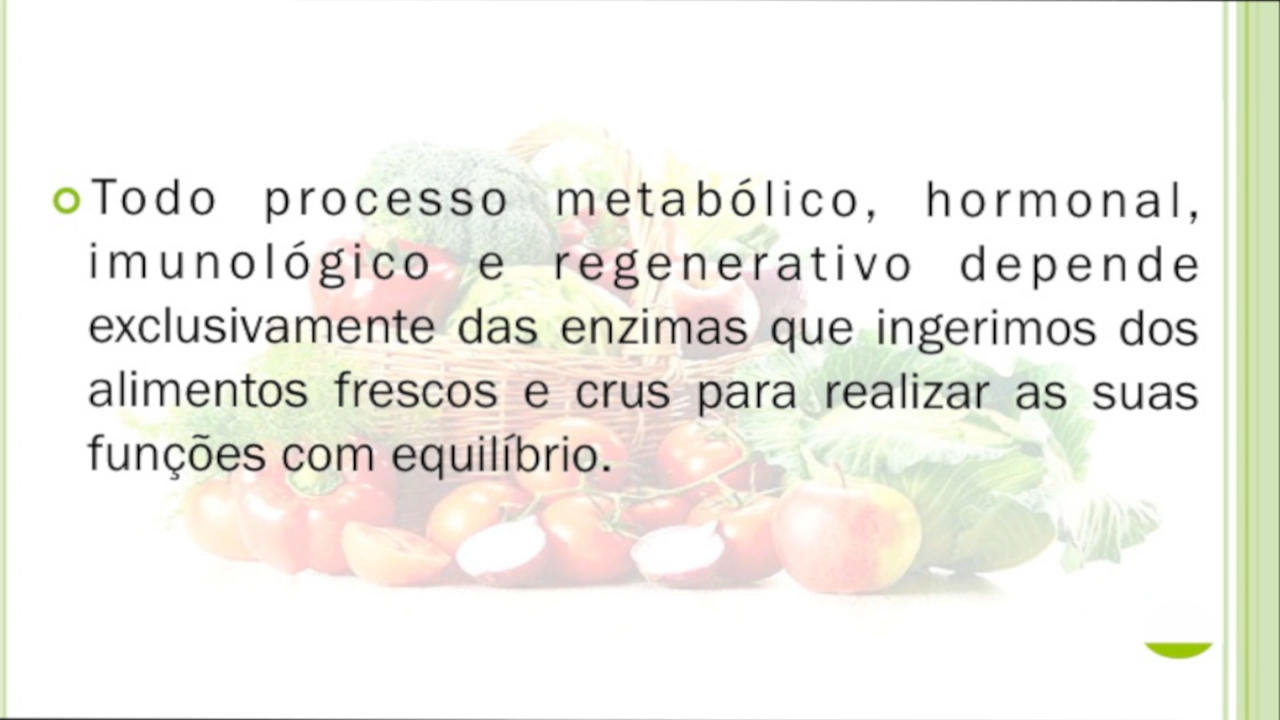 Todo processo metabólico, hormonal,
imunológico e regenerativo depende
exclusivamente das enzimas que ingerimos dos
alimentos frescos e crus para realizar as suas
funções com equilíbrio.